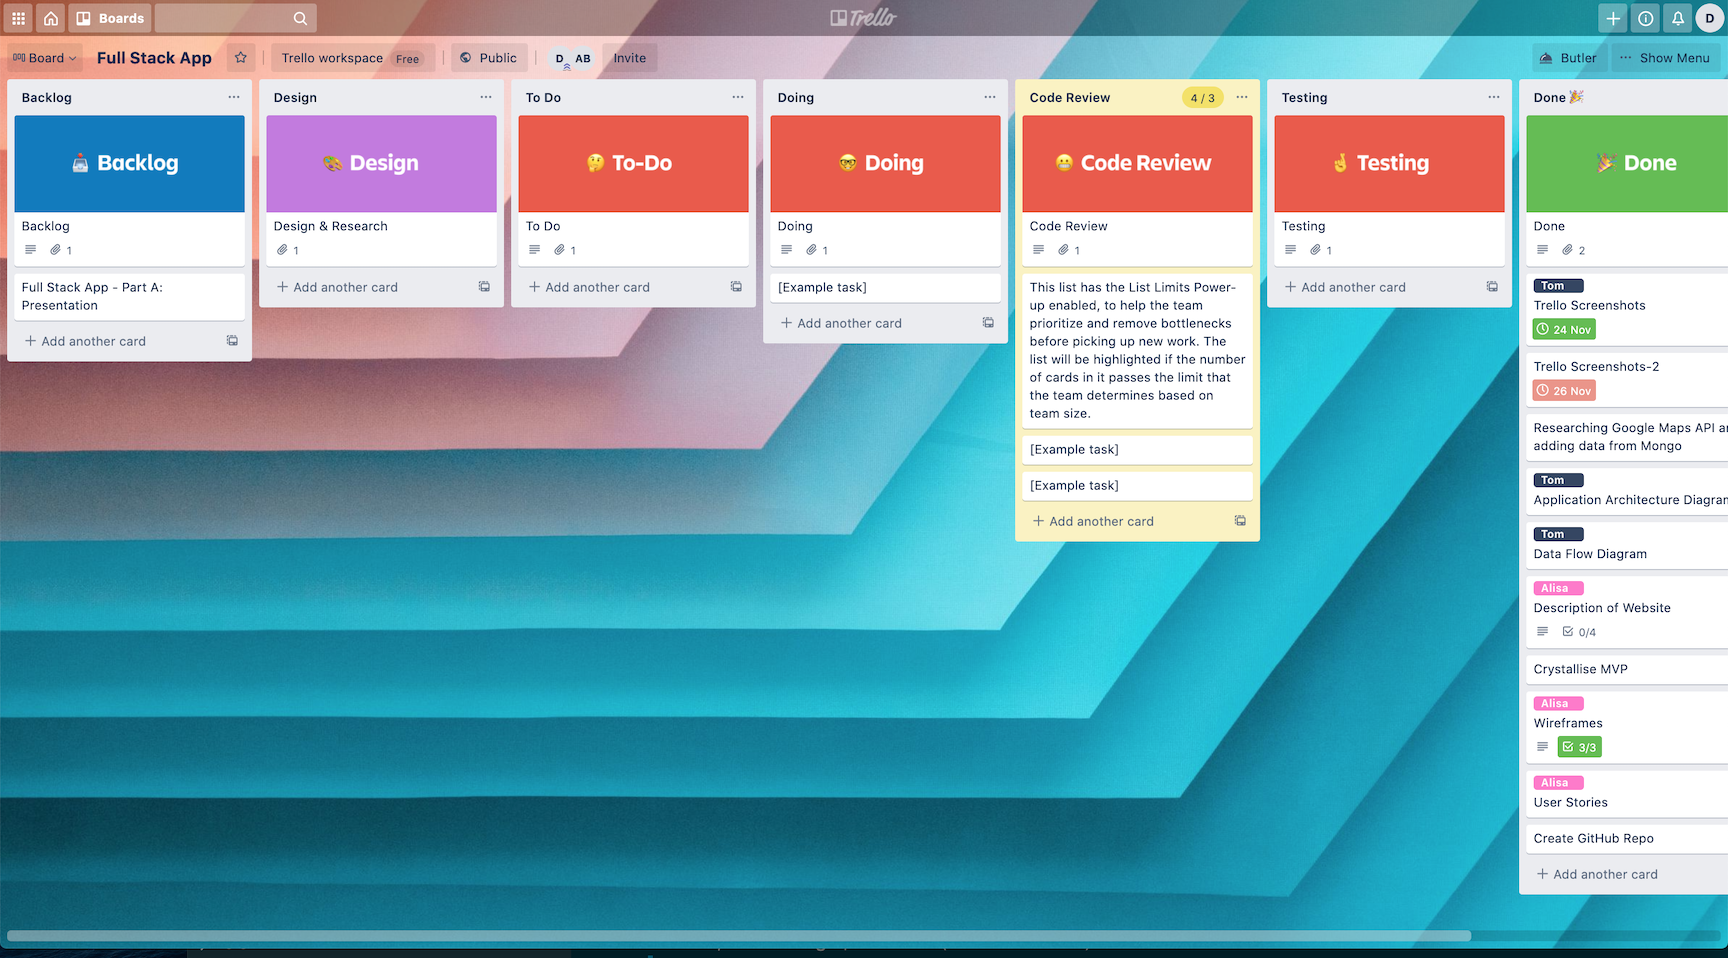 Boards
Trello
Board
Full Stack App
Trello workspace Free
Public
D AB
Invite
Butler
Show Menu
D
Backlog
Backlog
Backlog
1
Full Stack App - Part A:
Presentation
Add another card
Design
Design
Design & Research
1
Add another card
To Do
To-Do
To Do
1
Add another card
Doing
Doing
Doing
1
[Example task]
Add another card
Code Review
4 / 3
Code Review
Code Review
1
This list has the List Limits Power-
up enabled, to help the team
prioritize and remove bottlenecks
before picking up new work. The
list will be highlighted if the number
of cards in it passes the limit that
the team determines based on
team size.
[Example task]
[Example task]
Add another card
Testing
Testing
Testing
1
Add another card
Done
Done
Done
2
Tom
Trello Screenshots
24 Nov
Trello Screenshots-2
26 Nov
Researching Google Maps API
adding data from Mongo
Tom
Application Architecture
Tom
Data Flow Diagram
Alisa
Description of Website
0/4
Crystallise MVP
Alisa
Wireframes
3/3
Alisa
User Stories
Create GitHub Repo
Add another card